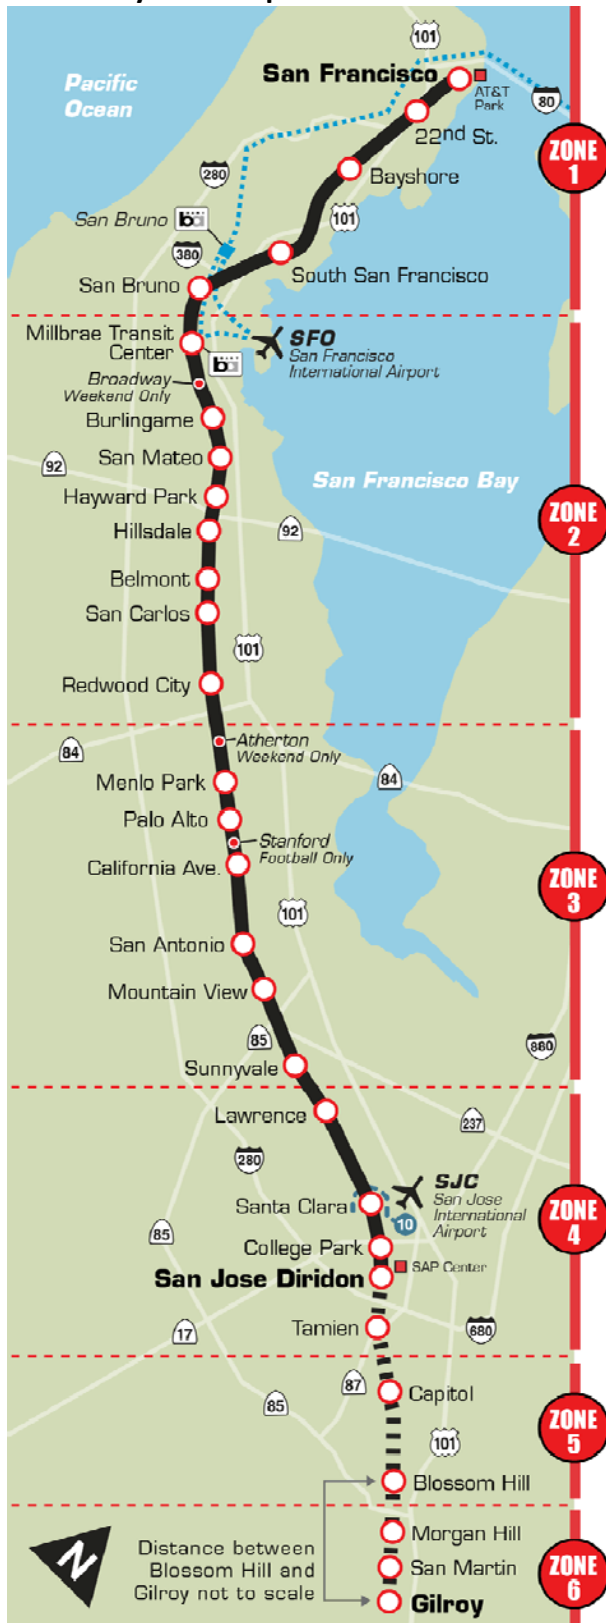 101
Pacific
Ocean
San Francisco
AT&T
Park
80
22nd St.
ZONE
1
280
Bayshore
101
San Bruno
ba
380
South San Francisco
San Bruno
Millbrae Transit
Center
ba
SFO
San Francisco
International Airport
Broadway
Weekend Only
Burlingame
San Mateo
92
San Francisco Bay
Hayward Park
ZONE
2
Hillsdale
92
Belmont
San Carlos
101
Redwood City
Atherton
Weekend Only
84
Menlo Park
84
Palo Alto
Stanford
Football Only
California Ave.
ZONE
3
101
San Antonio
Mountain View
85
880
Sunnyvale
Lawrence
237
280
SJC
San Jose
International
Airport
Santa Clara
10
ZONE
4
85
College Park
SAP Center
San Jose Diridon
17
Tamien
680
87
Capitol
85
ZONE
5
101
Blossom Hill
Morgan Hill
N
Distance between
Blossom Hill and
Gilroy not to scale
San Martin
ZONE
6
Gilroy